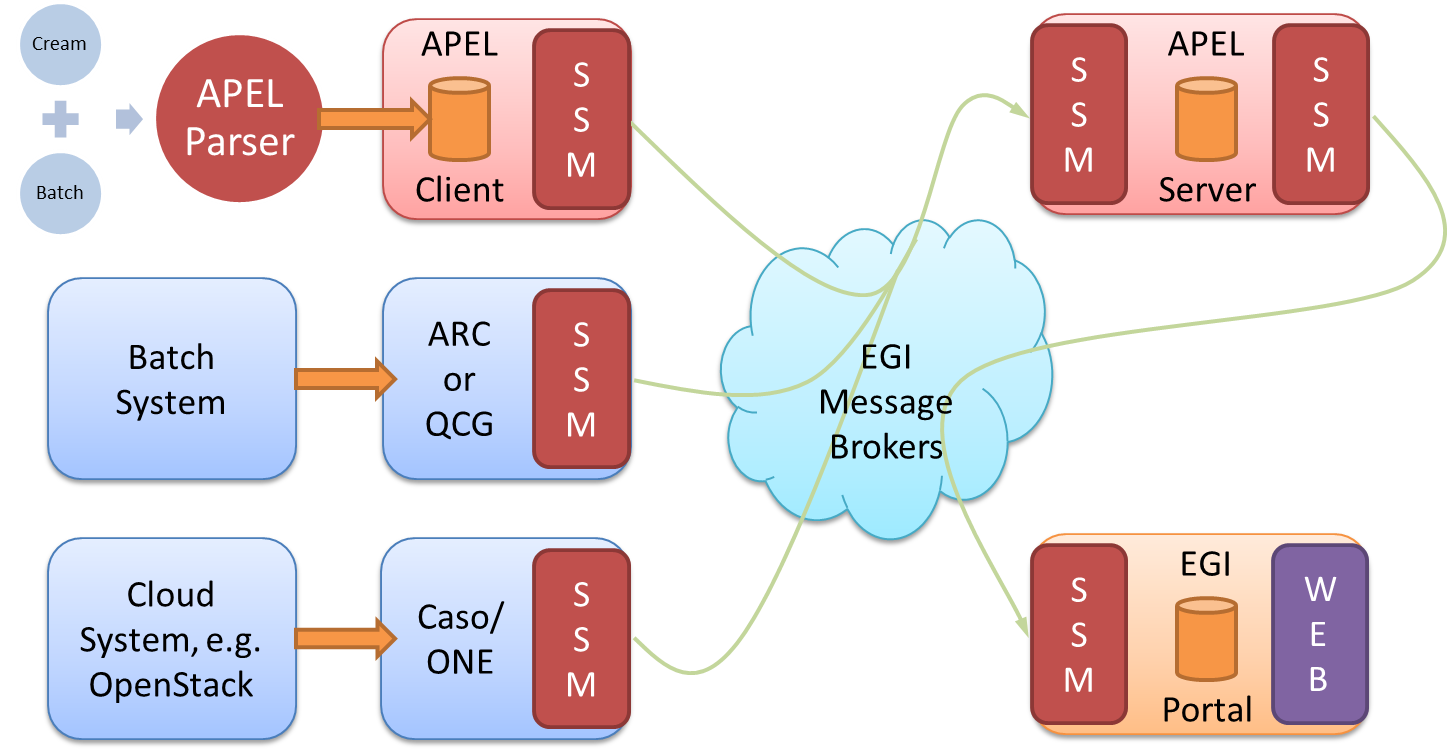 Cream
Batch
APEL
Parser
APEL
Client
S
S
M
Batch
System
ARC
or
QCG
S
S
M
Cloud
System, e.g.
OpenStack
Caso/
ONE
S
S
M
EGI
Message
Brokers
S
S
M
APEL
Server
S
S
M
S
S
M
EGI
Portal
W
E
B